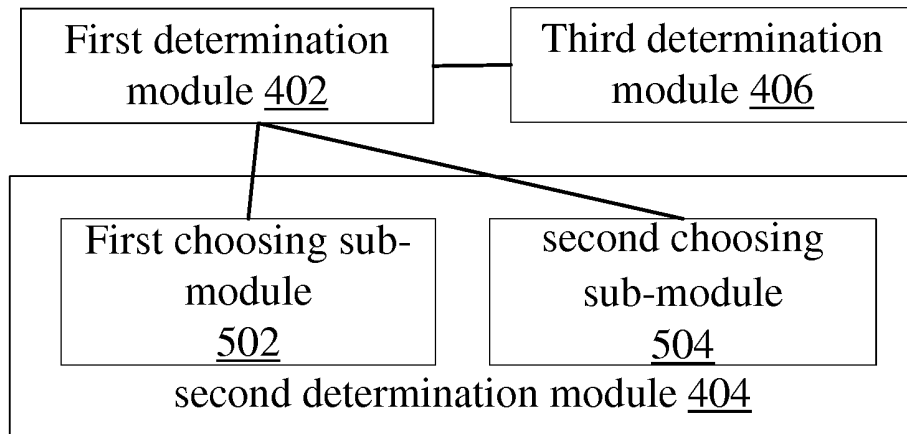 First determination
module 402
Third determination
module 406
First choosing sub-
module
502
second choosing
sub-module
504
second determination module 404